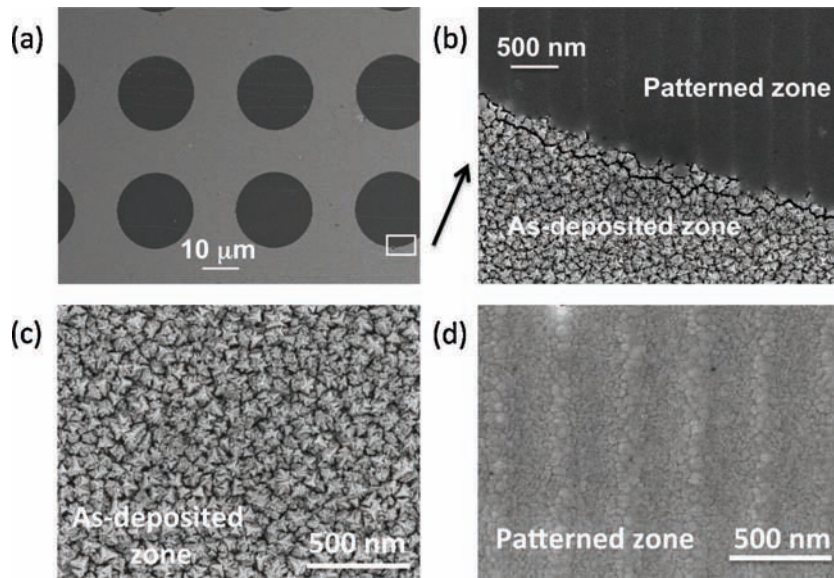 (a)
10 μm
(b)
500 nm
Patterned zone
As-deposited zone
(c)
As-deposited
zone
500 nm
(d)
Patterned zone
500 nm